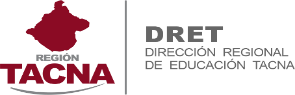 REGIÓN
TACNA
DRET
DIRECCIÓN REGIONAL
DE EDUCACIÓN TACNA